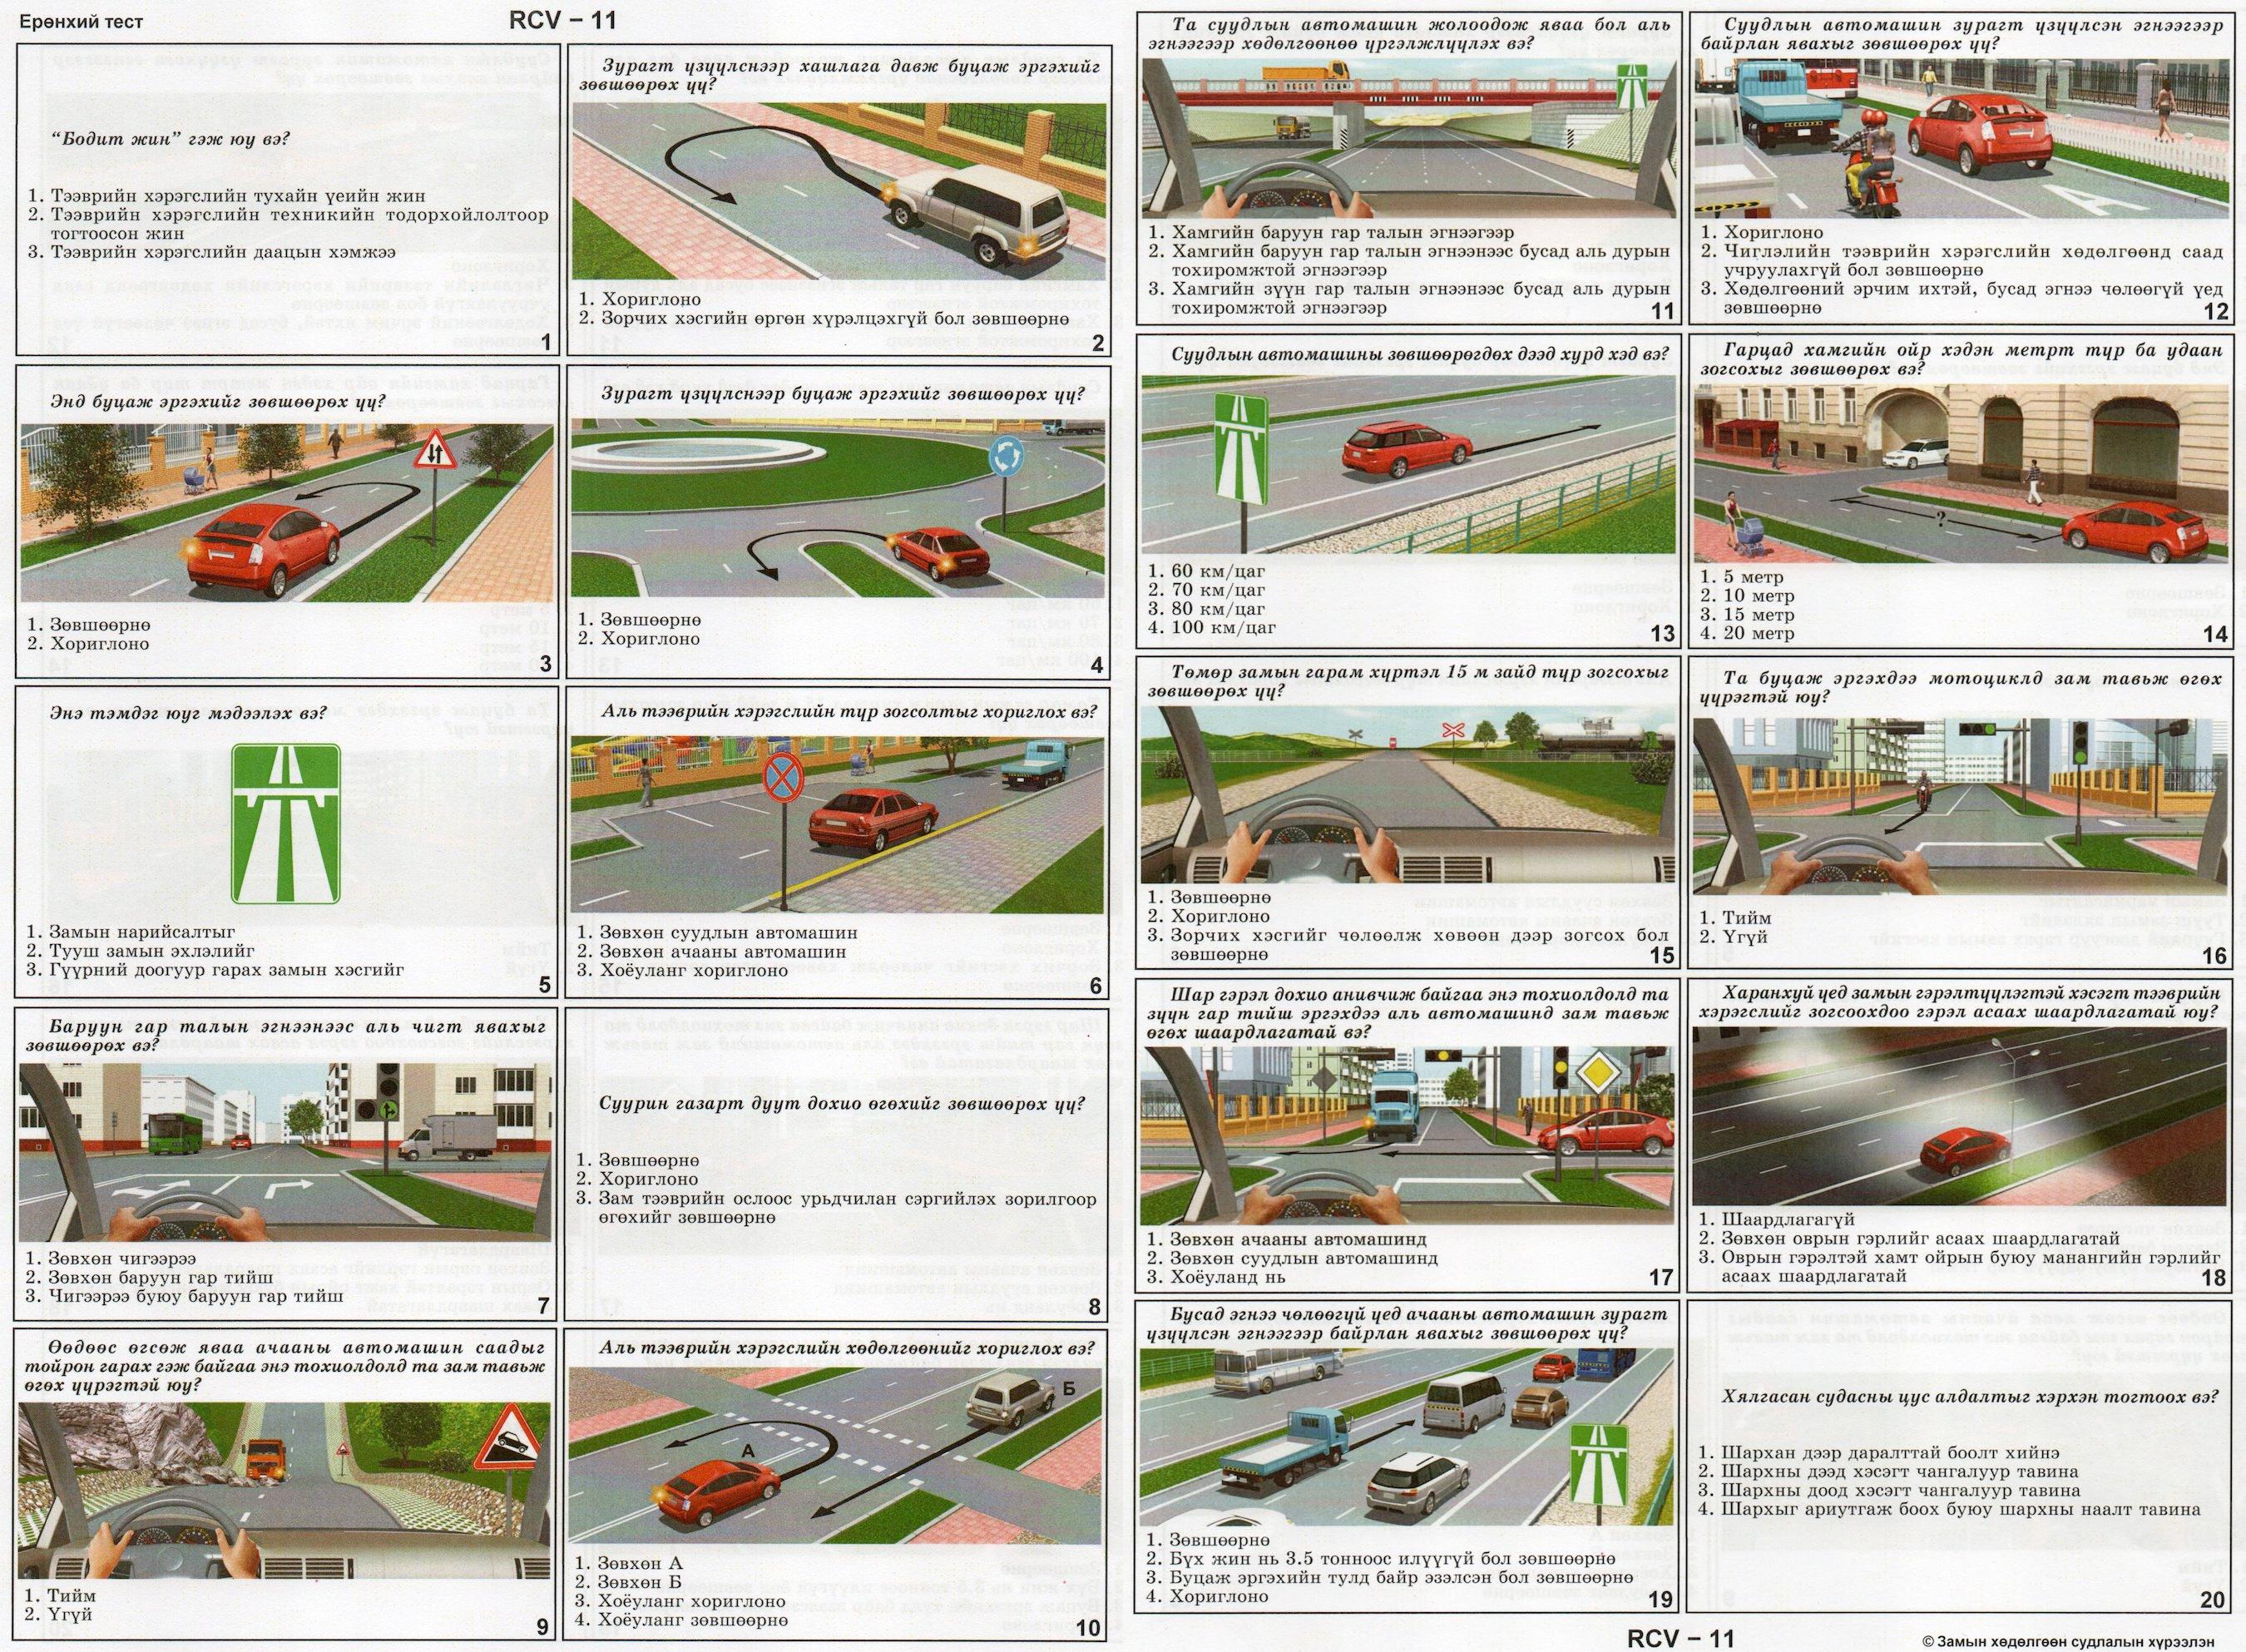 Ерөнхий тест
RCV – 11
"Бодит жин" гэж юу вэ?
1. Тээврийн хэрэгслийн тухайн үеийн жин
2. Тээврийн хэрэгслийн техникийн тодорхойлолтоор
тогтоосон жин
3. Тээврийн хэрэгслийн даацын хэмжээ
1
Зурагт үзүүлснээр хашлага давж буцаж эргэхийг
зөвшөөрөх үү?
1. Хориглоно
2. Зорчих хэсгийн өргөн хүрэлцэхгүй бол зөвшөөрнө
2
Энд буцаж эргэхийг зөвшөөрөх үү?
1. Зөвшөөрнө
2. Хориглоно
3
Зурагт үзүүлснээр буцаж эргэхийг зөвшөөрөх үү?
1. Зөвшөөрнө
2. Хориглоно
4
Энэ тэмдэг юуг мэдээлэх вэ?
1. Замын нарийсалтыг
2. Тууш замын эхлэлийг
3. Гүүрний доогуур гарах замын хэсгийг
5
Аль тээврийн хэрэгслийн түр зогсолтыг хориглох вэ?
1. Зөвхөн суудлын автомашин
2. Зөвхөн ачааны автомашин
3. Хоёуланг хориглоно
6
Баруун гар талын эгнээнээс аль чигт явахыг
зөвшөөрөх вэ?
1. Зөвхөн чигээрээ
2. Зөвхөн баруун гар тийш
3. Чигээрээ буюу баруун гар тийш
7
Суурин газарт дуут дохио өгөхийг зөвшөөрөх үү?
1. Зөвшөөрнө
2. Хориглоно
3. Зам тээврийн ослоос урьдчилан сэргийлэх зорилгоор
өгөхийг зөвшөөрнө
8
Өөдөөс өгсөж яваа ачааны автомашин саадыг
тойрон гарах гэж байгаа энэ тохиолдолд та зам тавьж
өгөх үүрэгтэй юу?
1. Тийм
2. Үгүй
9
Аль тээврийн хэрэгслийн хөдөлгөөнийг хориглох вэ?
Б
А
1. Зөвхөн А
2. Зөвхөн Б
3. Хоёуланг хориглоно
4. Хоёуланг зөвшөөрнө
10
Та суудлын автомашин жолоодож яваа бол аль
эгнээгээр хөдөлгөөнөө үргэлжлүүлэх вэ?
1. Хамгийн баруун гар талын эгнээгээр
2. Хамгийн баруун гар талын эгнээнээс бусад аль дурын
тохиромжтой эгнээгээр
3. Хамгийн зүүн гар талын эгнээнээс бусад аль дурын
тохиромжтой эгнээгээр
11
Суудлын автомашин зурагт үзүүлсэн эгнээгээр
байрлан явахыг зөвшөөрөх үү?
А
1. Хориглоно
2. Чиглэлийн тээврийн хэрэгслийн хөдөлгөөнд саад
учруулахгүй бол зөвшөөрнө
3. Хөдөлгөөний эрчим ихтэй, бусад эгнээ чөлөөгүй үед
зөвшөөрнө
12
Суудлын автомашины зөвшөөрөгдөх дээд хурд хэд вэ?
1. 60 км/цаг
2. 70 км/цаг
3. 80 км/цаг
4. 100 км/цаг
13
Гарцад хамгийн ойр хэдэн метрт түр ба удаан
зогсохыг зөвшөөрөх вэ?
?
1. 5 метр
2. 10 метр
3. 15 метр
4. 20 метр
14
Төмөр замын гарам хүртэл 15 м зайд түр зогсохыг
зөвшөөрөх үү?
1. Зөвшөөрнө
2. Хориглоно
3. Зорчих хэсгийг чөлөөлж хөвөөн дээр зогсох бол
зөвшөөрнө
15
Та буцаж эргэхдээ мотоциклд зам тавьж өгөх
үүрэгтэй юу?
1. Тийм
2. Үгүй
16
Шар гэрэл дохио анивчиж байгаа энэ тохиолдолд та
зүүн гар тийш эргэхдээ аль автомашинд зам тавьж
өгөх шаардлагатай вэ?
1. Зөвхөн ачааны автомашинд
2. Зөвхөн суудлын автомашинд
3. Хоёуланд нь
17
Харанхуй үед замын гэрэлтүүлэгтэй хэсэгт тээврийн
хэрэгслийг зогсоохдоо гэрэл асаах шаардлагатай юу?
1. Шаардлагагүй
2. Зөвхөн оврын гэрлийг асаах шаардлагатай
3. Оврын гэрэлтэй хамт ойрын буюу манангийн гэрлийг
асаах шаардлагатай
18
Бусад эгнээ чөлөөгүй үед ачааны автомашин зурагт
үзүүлсэн эгнээгээр байрлан явахыг зөвшөөрөх үү?
1. Зөвшөөрнө
2. Бүх жин нь 3.5 тонноос илүүгүй бол зөвшөөрнө
3. Буцаж эргэхийн тулд байр эзэлсэн бол зөвшөөрнө
4. Хориглоно
19
Хялгасан судасны цус алдалтыг хэрхэн тогтоох вэ?
1. Шархан дээр даралттай боолт хийнэ
2. Шархны дээд хэсэгт чангалуур тавина
3. Шархны доод хэсэгт чангалуур тавина
4. Шархыг ариутгаж боох буюу шархны наалт тавина
20
RCV – 11
© Замын хөдөлгөөн судлалын хүрээлэн